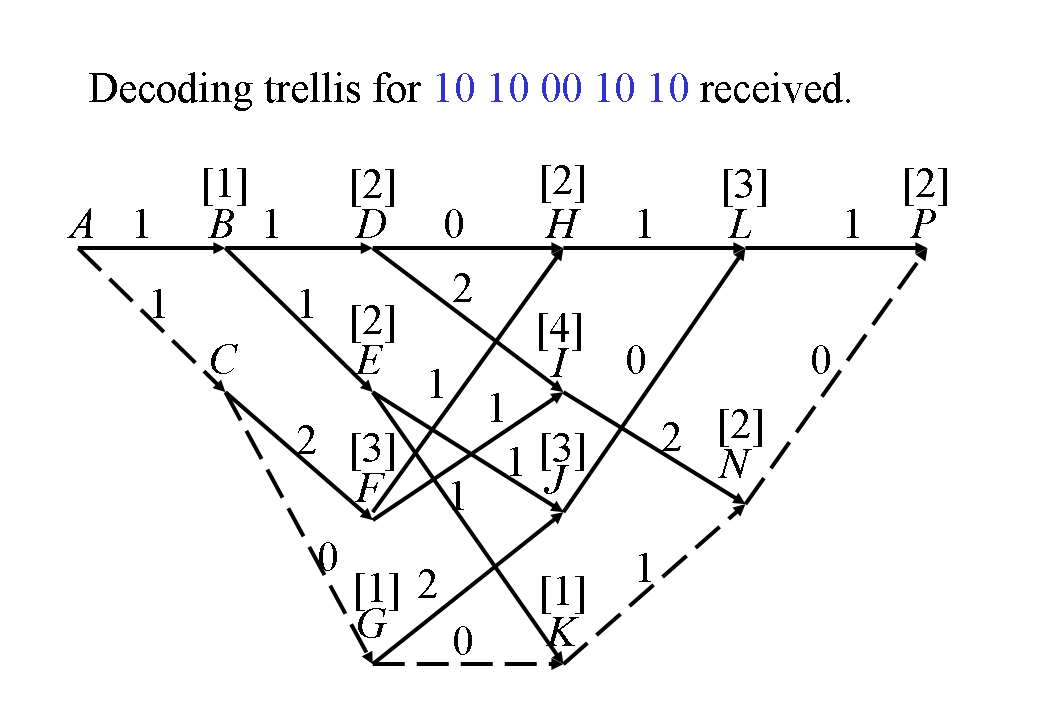 Decoding trellis for 10 10 00 10 10 received.
[1] [2] [2] [3] [2]
A 1 B 1 D 0 H 1 L 1 P
1 1 [2] 2 [4]
C E I 0 0
1 1
2 [3] 1 [3] 2 [2]
F J N
1
0 [1] 2 [1] 1
G 0 K